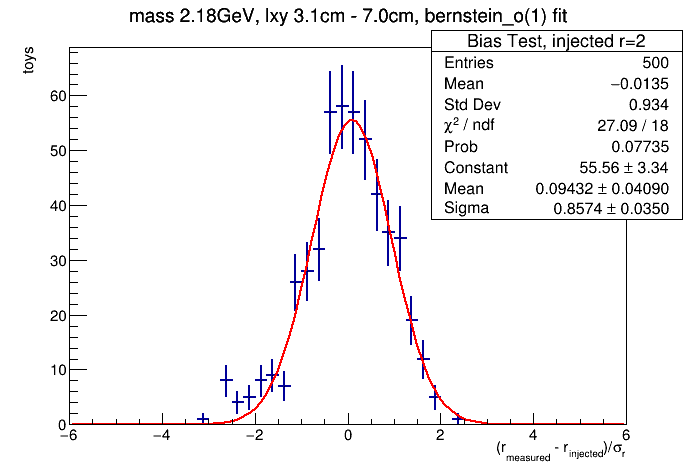 mass 2.18GeV, lxy 3.1cm - 7.0cm, bernstein_o(1) fit
toys
Bias Test, injected r=2
Entries 500
Mean −0.0135
Std Dev 0.934
χ² / ndf 27.09 / 18
Prob 0.07735
Constant 55.56 ± 3.34
Mean 0.09432 ± 0.04090
Sigma 0.8574 ± 0.0350
60
50
40
30
20
10
0
−6 −4 −2 0 2 4 6
(r_measured - r_injected)/σ_r